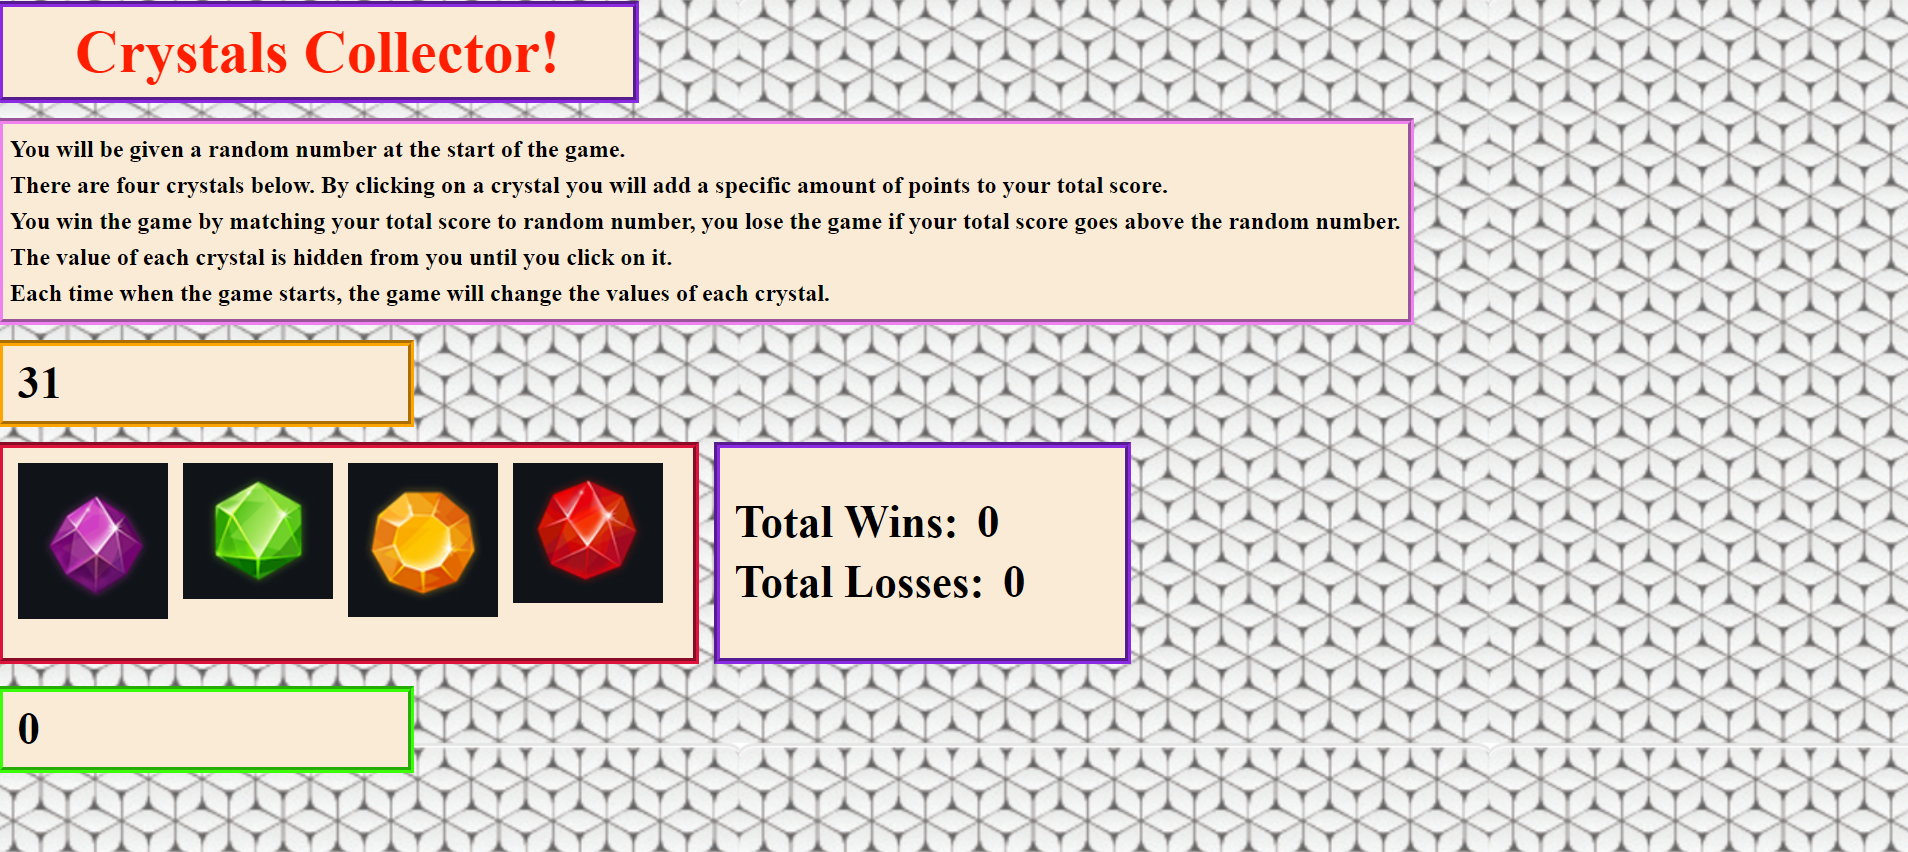 Crystals Collector!
You will be given a random number at the start of the game.
There are four crystals below. By clicking on a crystal you will add a specific amount of points to your total score.
You win the game by matching your total score to random number, you lose the game if your total score goes above the random number.
The value of each crystal is hidden from you until you click on it.
Each time when the game starts, the game will change the values of each crystal.
31
Total Wins: 0
Total Losses: 0
0